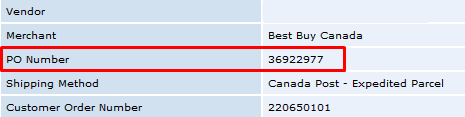 Vendor
Merchant Best Buy Canada
PO Number 36922977
Shipping Method Canada Post - Expedited Parcel
Customer Order Number 220650101